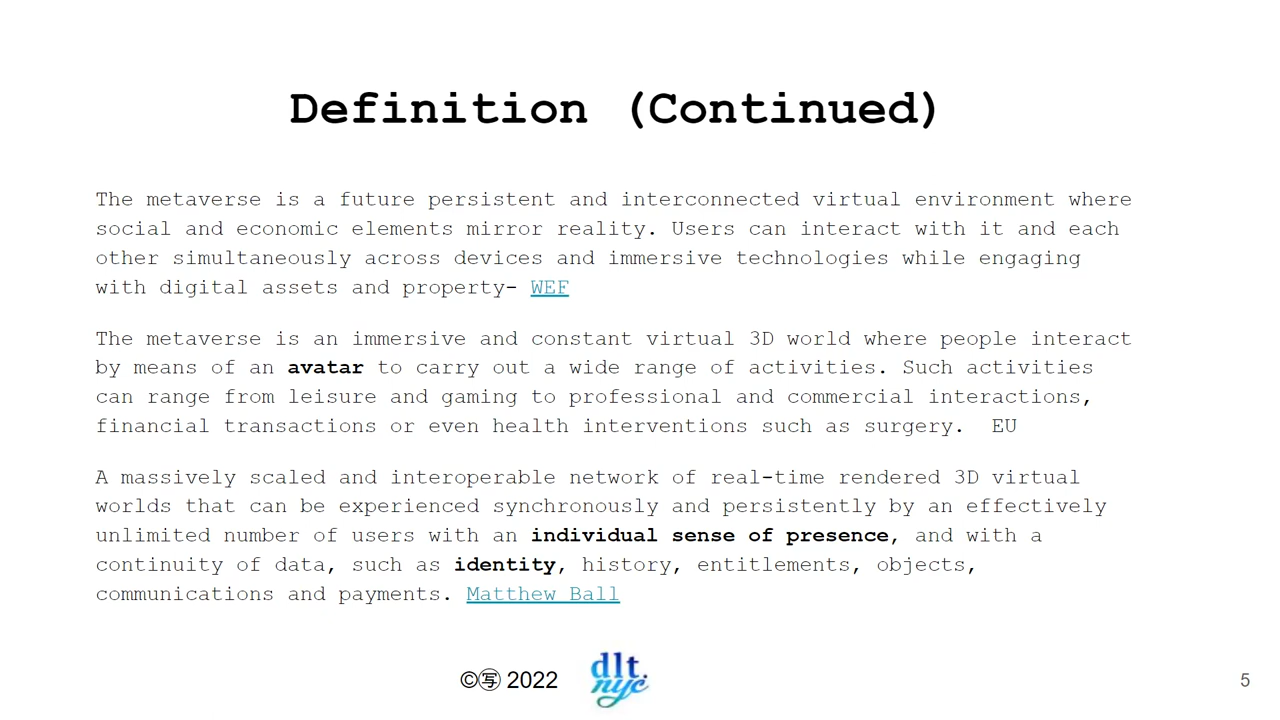 Definition (Continued)
The metaverse is a future persistent and interconnected virtual environment where
social and economic elements mirror reality. Users can interact with it and each
other simultaneously across devices and immersive technologies while engaging
with digital assets and property- WEF
The metaverse is an immersive and constant virtual 3D world where people interact
by means of an avatar to carry out a wide range of activities. Such activities
can range from leisure and gaming to professional and commercial interactions,
financial transactions or even health interventions such as surgery. EU
A massively scaled and interoperable network of real-time rendered 3D virtual
worlds that can be experienced synchronously and persistently by an effectively
unlimited number of users with an individual sense of presence, and with a
continuity of data, such as identity, history, entitlements, objects,
communications and payments. Matthew Ball
©㊢ 2022
dlt.
nyc
5